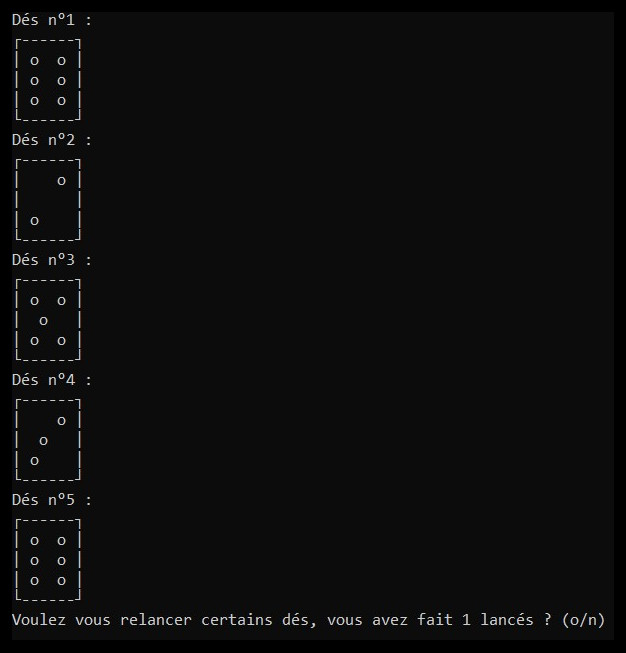 Dés n°1 :
┌------┐
| o  o |
| o  o |
| o  o |
└------┘
Dés n°2 :
┌------┐
|    o |
|      |
| o    |
└------┘
Dés n°3 :
┌------┐
| o  o |
|  o   |
| o  o |
└------┘
Dés n°4 :
┌------┐
|    o |
|  o   |
| o    |
└------┘
Dés n°5 :
┌------┐
| o  o |
| o  o |
| o  o |
└------┘
Voulez vous relancer certains dés, vous avez fait 1 lancés ? (o/n)